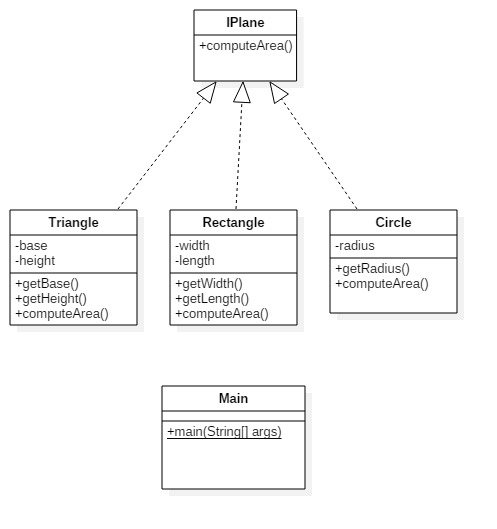 IPlane
+computeArea()
Triangle
-base
-height
+getBase()
+getHeight()
+computeArea()
Rectangle
-width
-length
+getWidth()
+getLength()
+computeArea()
Circle
-radius
+getRadius()
+computeArea()
Main
+main(String[] args)